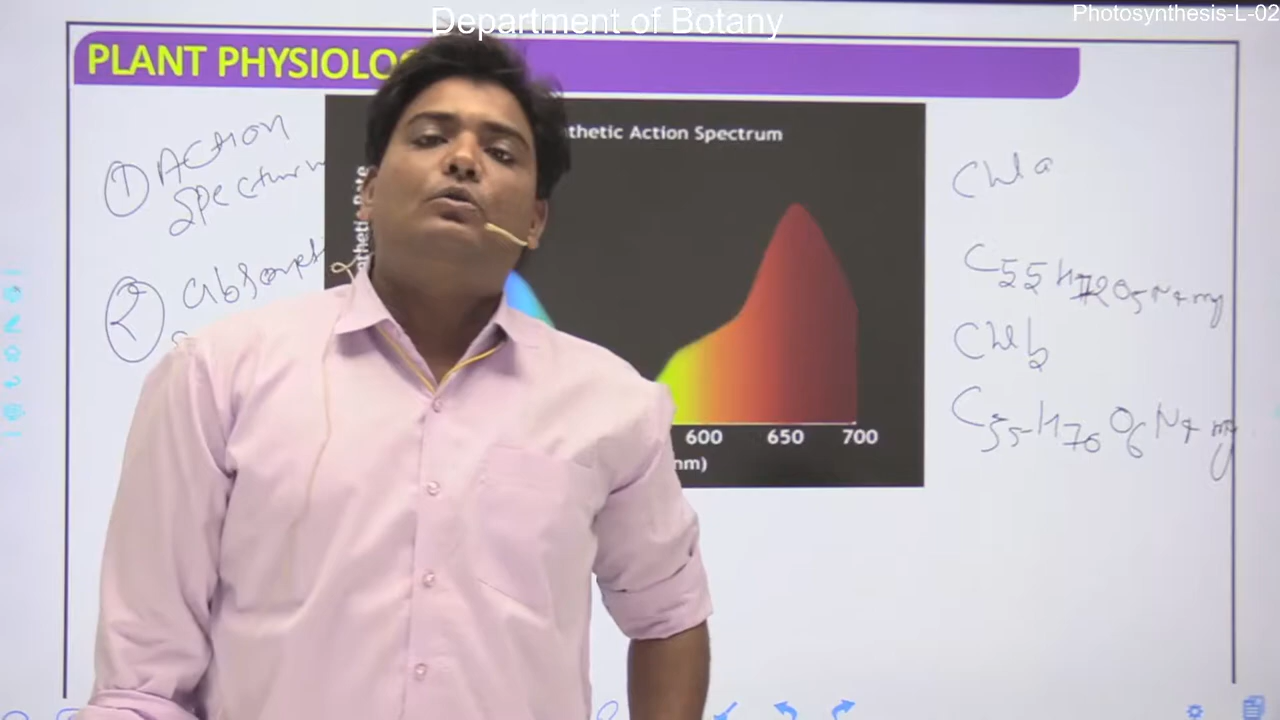 Department of Botany
Photosynthesis-L-02
PLANT PHYSIOLO
thetic Action Spectrum
① Action
Spectrum
② absorpt
Chl a
C55H72O5N4mg
Chl b
C55H70O6N4mg
600 650 700
nm)